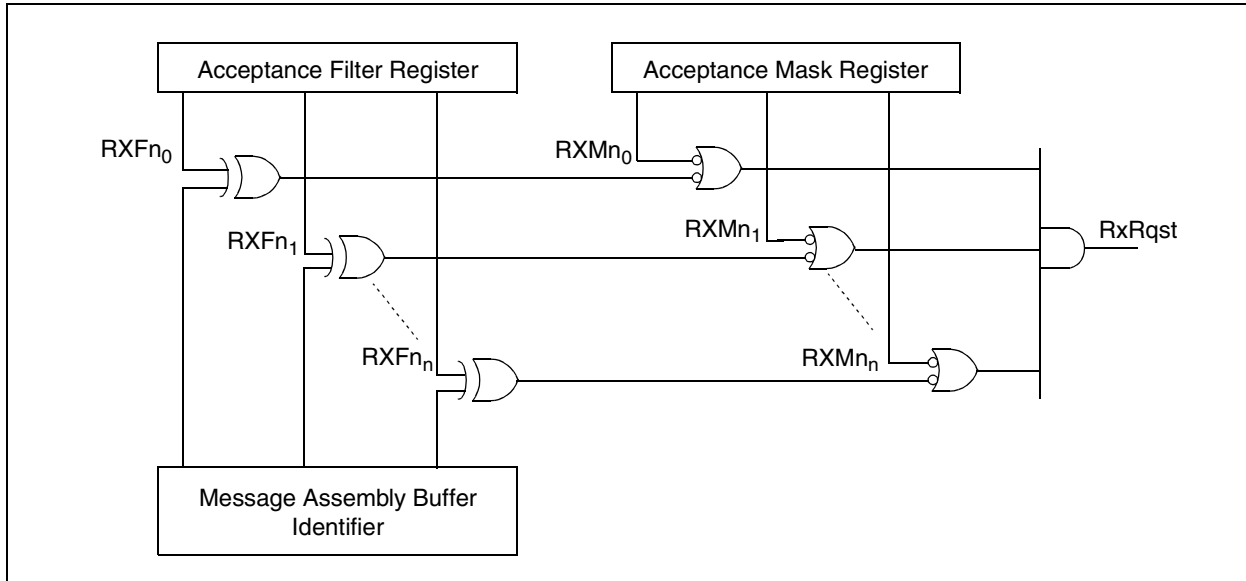 Acceptance Filter Register
Acceptance Mask Register
RXFn0
RXMn0
RXFn1
RXMn1
RxRqst
RXFnn
RXMnn
Message Assembly Buffer
Identifier